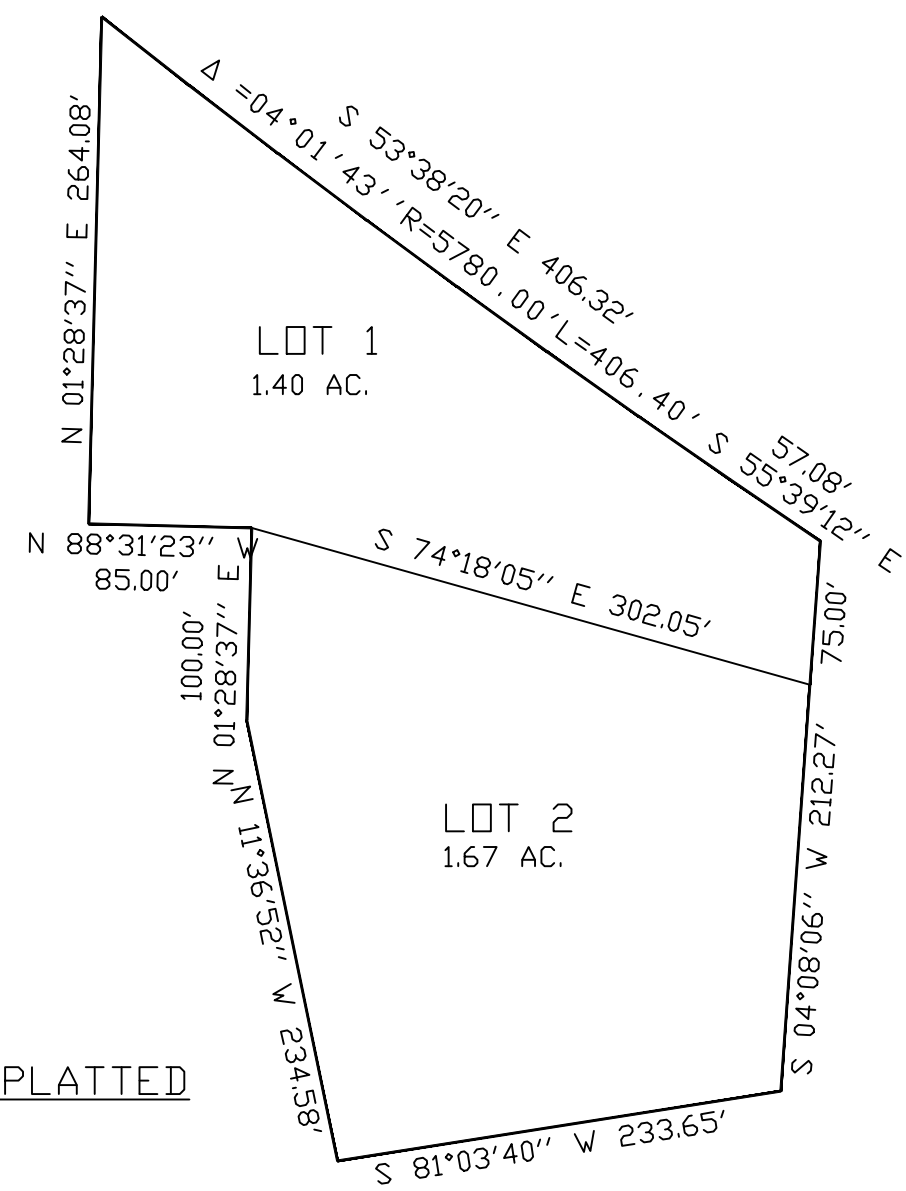 N 01°28'37'' E 264.08'
Δ =04°01'43''R=5780.00'L=406.40'
S 53°38'20'' E 406.32'
57.08'
S 55°39'12'' E
LOT 1
1.40 AC.
N 88°31'23'' W
85.00'
S 74°18'05'' E 302.05'
75.00'
100.00'
N 01°28'37'' E
S 04°08'06'' W 212.27'
LOT 2
1.67 AC.
N 11°36'52'' W 234.58'
PLATTED
S 81°03'40'' W 233.65'